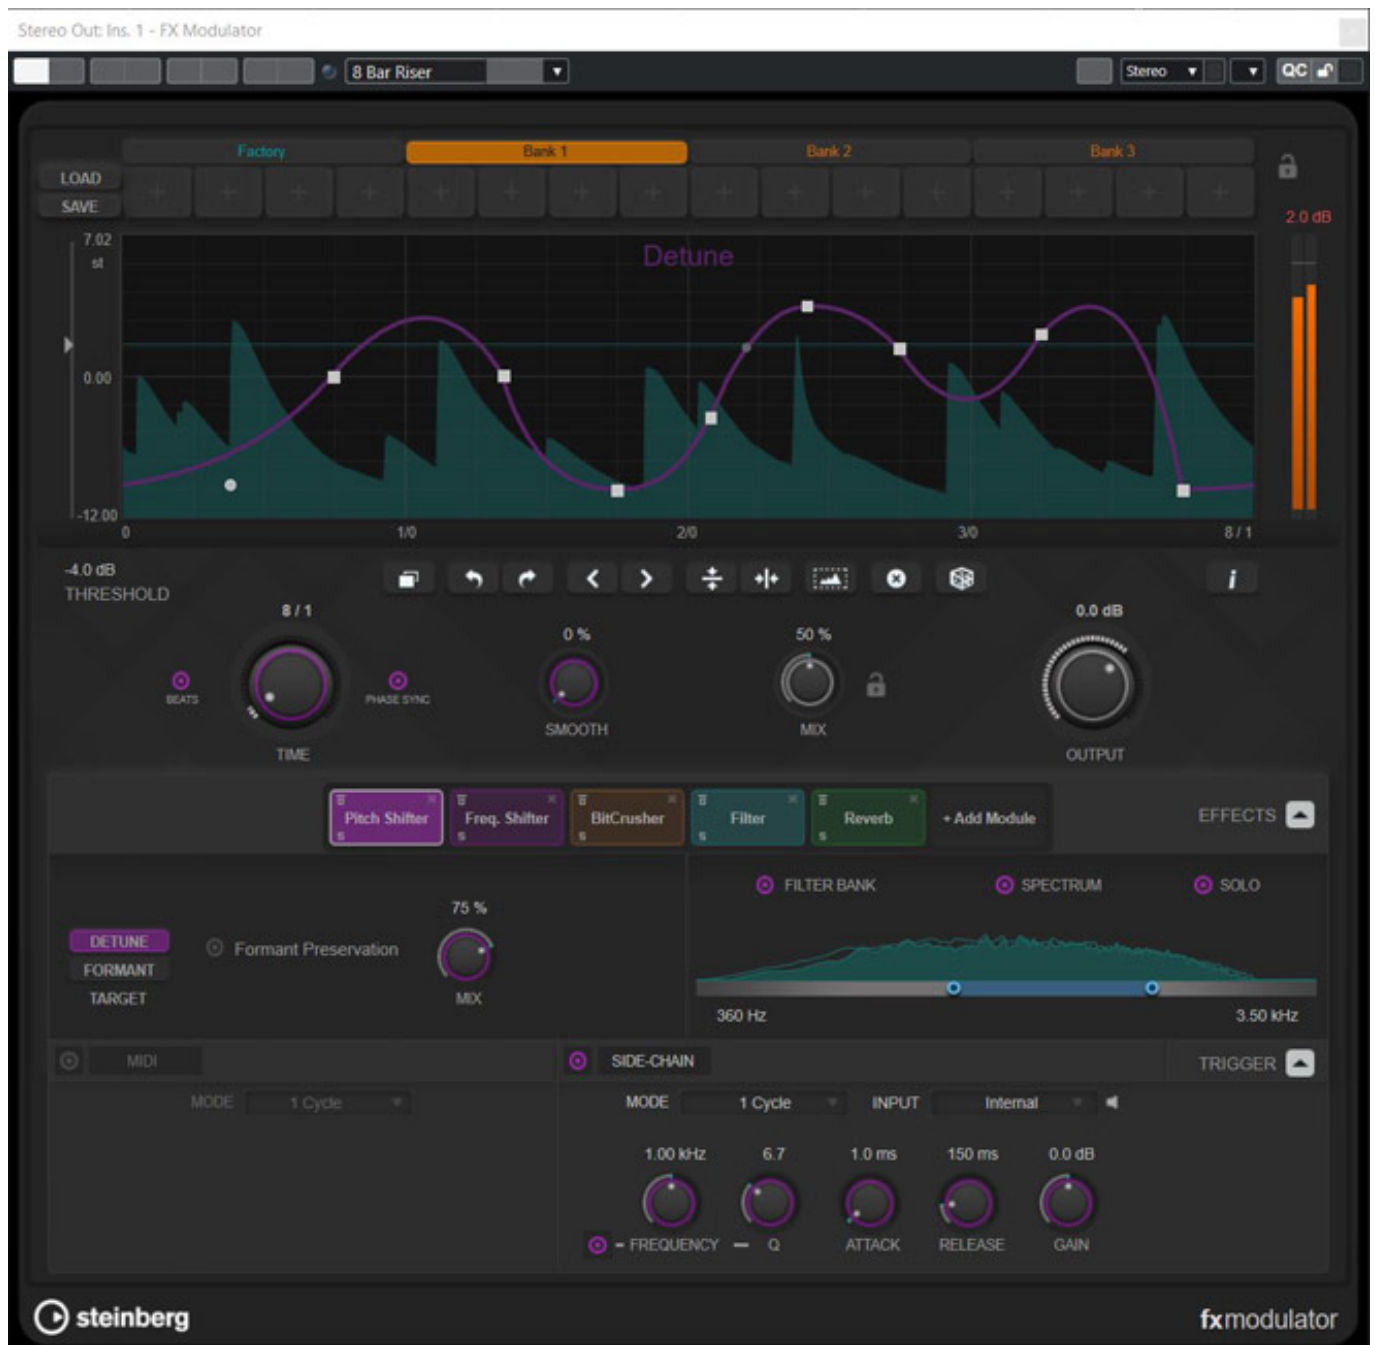 Stereo Out: Ins. 1 - FX Modulator
8 Bar Riser
Stereo
QC
Factory
Bank 1
Bank 2
Bank 3
LOAD
SAVE
2.0 dB
7.02
st
Detune
0.00
-12.00
0
1/0
2/0
3/0
8 / 1
-4.0 dB
THRESHOLD
i
8 / 1
0 %
50 %
0.0 dB
BEATS
PHASE SYNC
SMOOTH
MIX
TIME
OUTPUT
Pitch Shifter
S
Freq. Shifter
S
BitCrusher
S
Filter
S
Reverb
S
+ Add Module
EFFECTS
FILTER BANK
SPECTRUM
SOLO
75 %
DETUNE
FORMANT
TARGET
Formant Preservation
MIX
360 Hz
3.50 kHz
MIDI
SIDE-CHAIN
TRIGGER
MODE
1 Cycle
MODE
1 Cycle
INPUT
Internal
1.00 kHz
6.7
1.0 ms
150 ms
0.0 dB
FREQUENCY
Q
ATTACK
RELEASE
GAIN
steinberg
fxmodulator